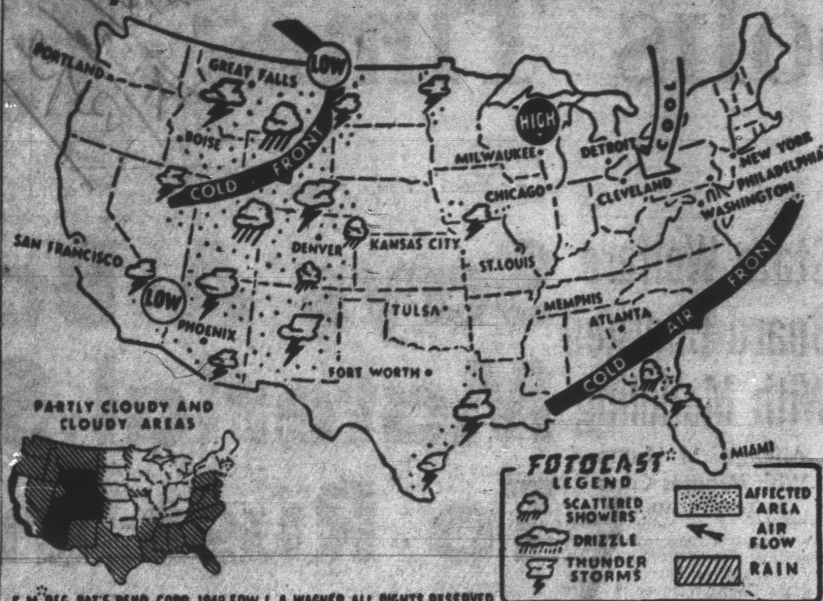 PORTLAND
GREAT FALLS
LOW
BOISE
COLD FRONT
HIGH
COOL
MILWAUKEE
DETROIT
CHICAGO
CLEVELAND
NEW YORK
PHILADELPHIA
WASHINGTON
SAN FRANCISCO
LOW
DENVER
KANSAS CITY
ST. LOUIS
PHOENIX
TULSA
MEMPHIS
ATLANTA
COLD AIR FRONT
FORT WORTH
MIAMI
PARTLY CLOUDY AND
CLOUDY AREAS
FOTOCAST*
LEGEND
SCATTERED
SHOWERS
DRIZZLE
THUNDER
STORMS
AFFECTED
AREA
AIR
FLOW
RAIN
EDW. L. A. WAGNER ALL RIGHTS RESERVED